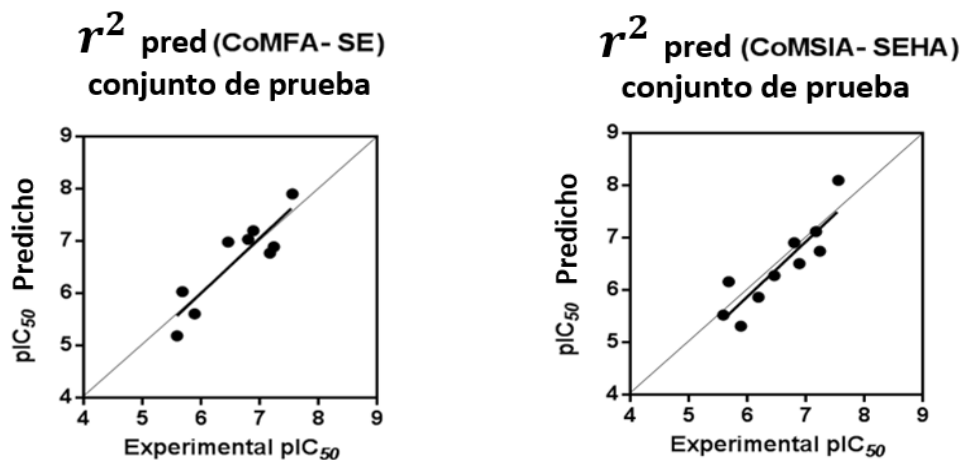 r² pred (CoMFA- SE)
conjunto de prueba
9
8
7
6
5
4
pIC50 Predicho
4 5 6 7 8 9
Experimental pIC50
r² pred (CoMSIA- SEHA)
conjunto de prueba
9
8
7
6
5
4
pIC50 Predicho
4 5 6 7 8 9
Experimental pIC50